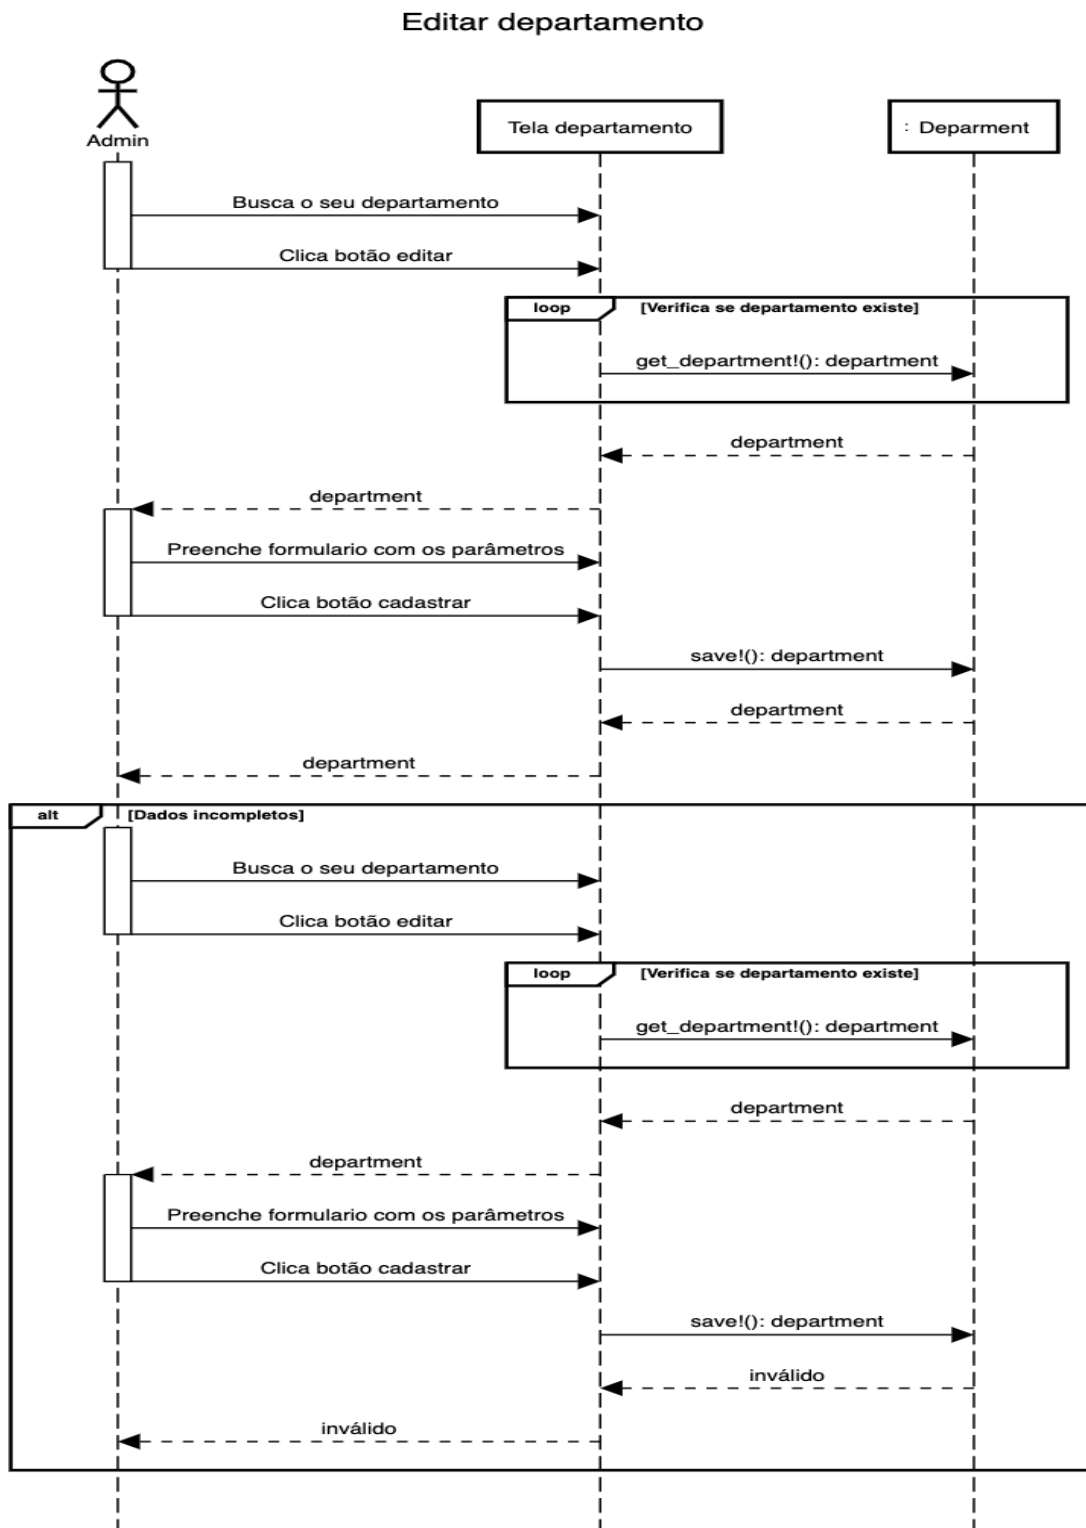 Editar departamento
Admin
Tela departamento
: Deparment
Busca o seu departamento
Clica botão editar
loop
[Verifica se departamento existe]
get_department!(): department
department
department
Preenche formulario com os parâmetros
Clica botão cadastrar
save!(): department
department
department
alt
[Dados incompletos]
Busca o seu departamento
Clica botão editar
loop
[Verifica se departamento existe]
get_department!(): department
department
department
Preenche formulario com os parâmetros
Clica botão cadastrar
save!(): department
inválido
inválido